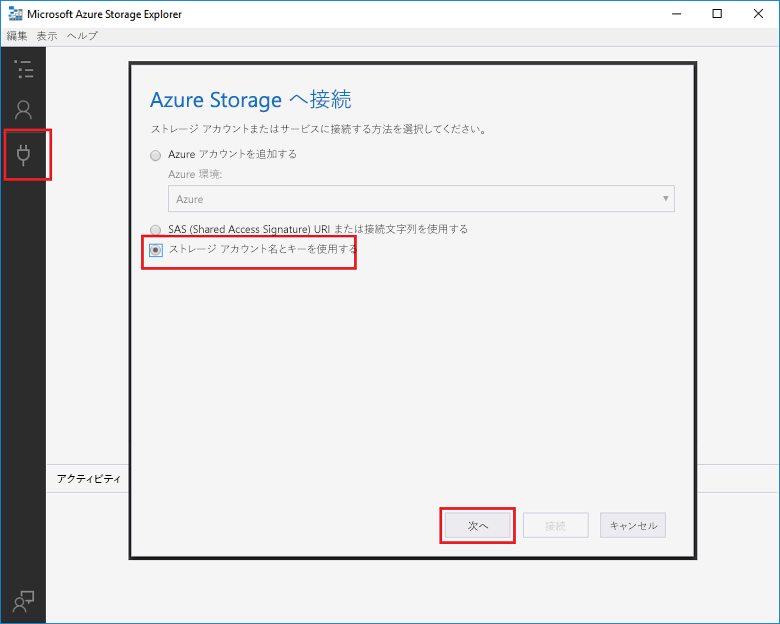 Microsoft Azure Storage Explorer
編集 表示 ヘルプ
Azure Storage へ接続
ストレージ アカウントまたはサービスに接続する方法を選択してください。
Azure アカウントを追加する
Azure 環境:
Azure
SAS (Shared Access Signature) URI または接続文字列を使用する
ストレージ アカウント名とキーを使用する
アクティビティ
次へ 接続 キャンセル